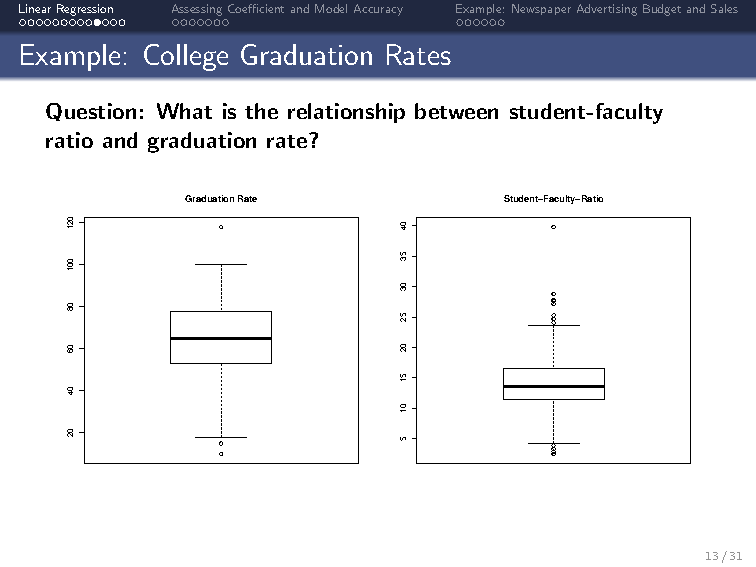 Linear Regression
Assessing Coefficient and Model Accuracy
Example: Newspaper Advertising Budget and Sales
Example: College Graduation Rates
Question: What is the relationship between student-faculty
ratio and graduation rate?
Graduation Rate
120
100
80
60
40
20
Student−Faculty−Ratio
40
35
30
25
20
15
10
5
13 / 31